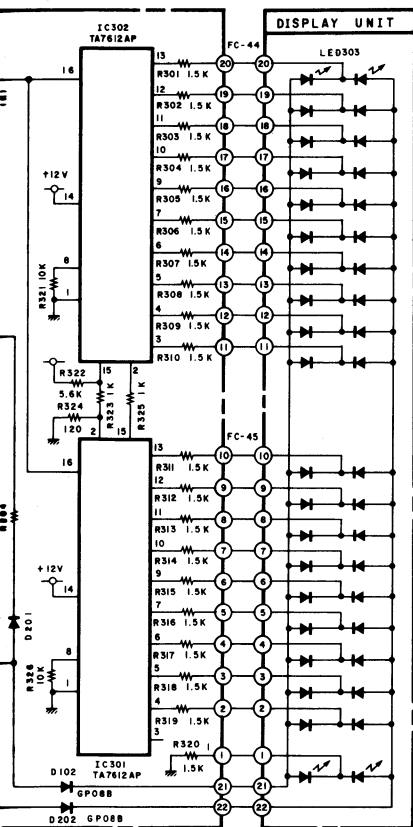 IC302
TA7612AP
DISPLAY UNIT
FC-44
LED303
16
13
R301 1.5K
20
20
12
R302 1.5K
19
19
11
R303 1.5K
18
18
10
R304 1.5K
17
17
+12V
14
9
R305 1.5K
16
16
7
R306 1.5K
15
15
6
R307 1.5K
14
14
8
R321 10K
1
5
R308 1.5K
13
13
4
R309 1.5K
12
12
3
R310 1.5K
11
11
15
2
R322
5.6K
R323 1K
R325 1K
R324
120
2
15
FC-45
16
13
R311 1.5K
10
10
12
R312 1.5K
9
9
11
R313 1.5K
8
8
10
R314 1.5K
7
7
+12V
14
9
R315 1.5K
6
6
7
R316 1.5K
5
5
D201
6
R317 1.5K
4
4
8
R326
10K
1
5
R318 1.5K
3
3
4
R319 1.5K
2
2
3
R320
1.5K
1
1
1
IC301
TA7612AP
D102
GP08B
21
21
D202 GP08B
22
22